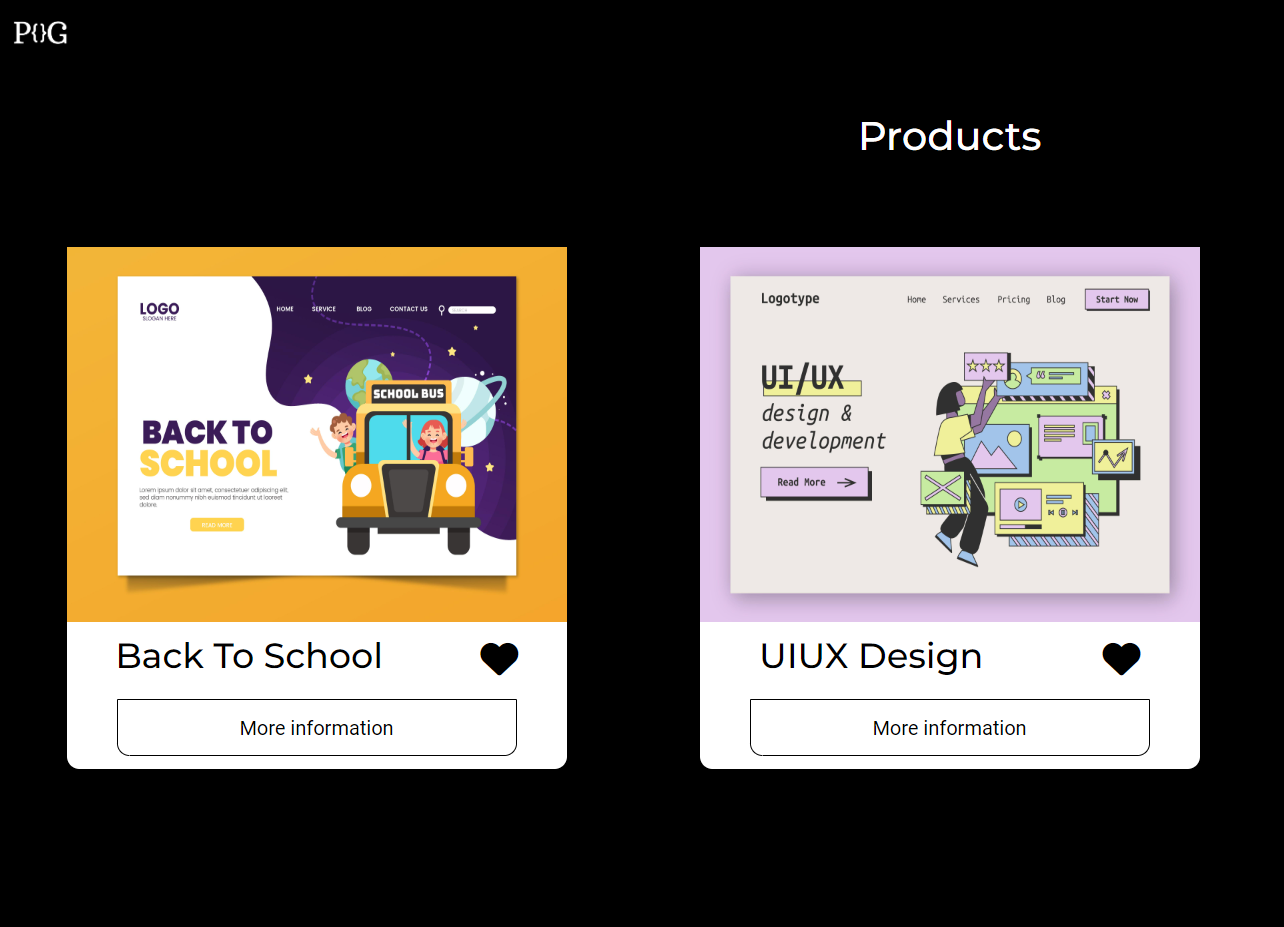 P{}G
Products
LOGO
SLOGAN HERE
HOME SERVICE BLOG CONTACT US
SEARCH
SCHOOL BUS
BACK TO
SCHOOL
Lorem ipsum dolor sit amet, consectetuer adipiscing elit,
sed diam nonummy nibh euismod tincidunt ut laoreet
dolore.
READ MORE
Back To School
More information
Logotype
Home Services Pricing Blog Start Now
UI/UX
design &
development
Read More
UIUX Design
More information